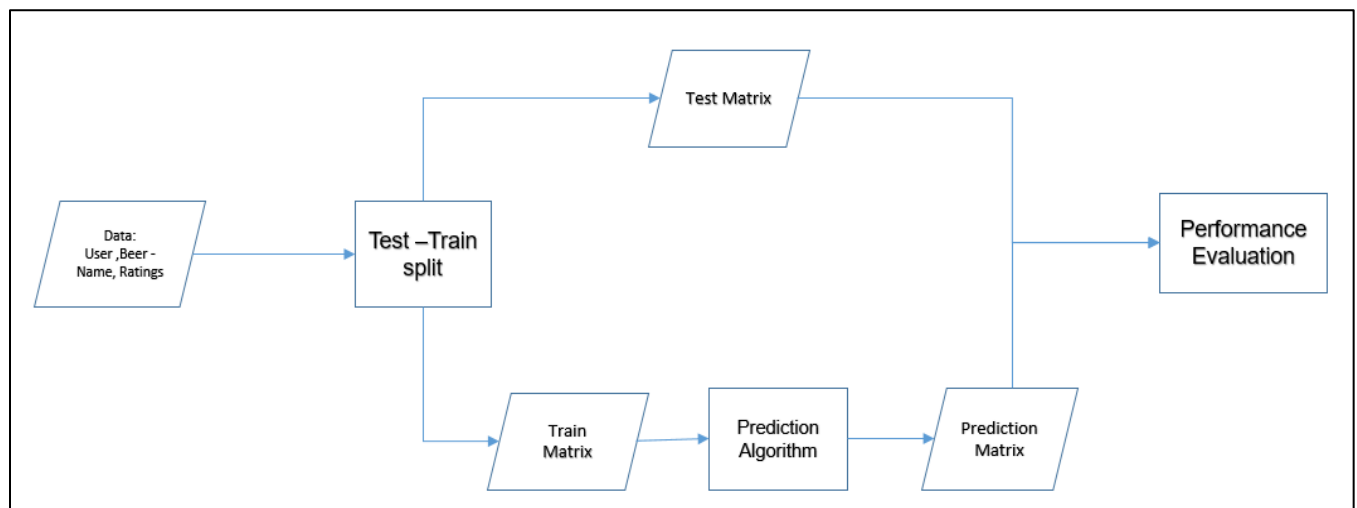 Data:
User ,Beer -
Name, Ratings
Test –Train
split
Test Matrix
Train
Matrix
Prediction
Algorithm
Prediction
Matrix
Performance
Evaluation